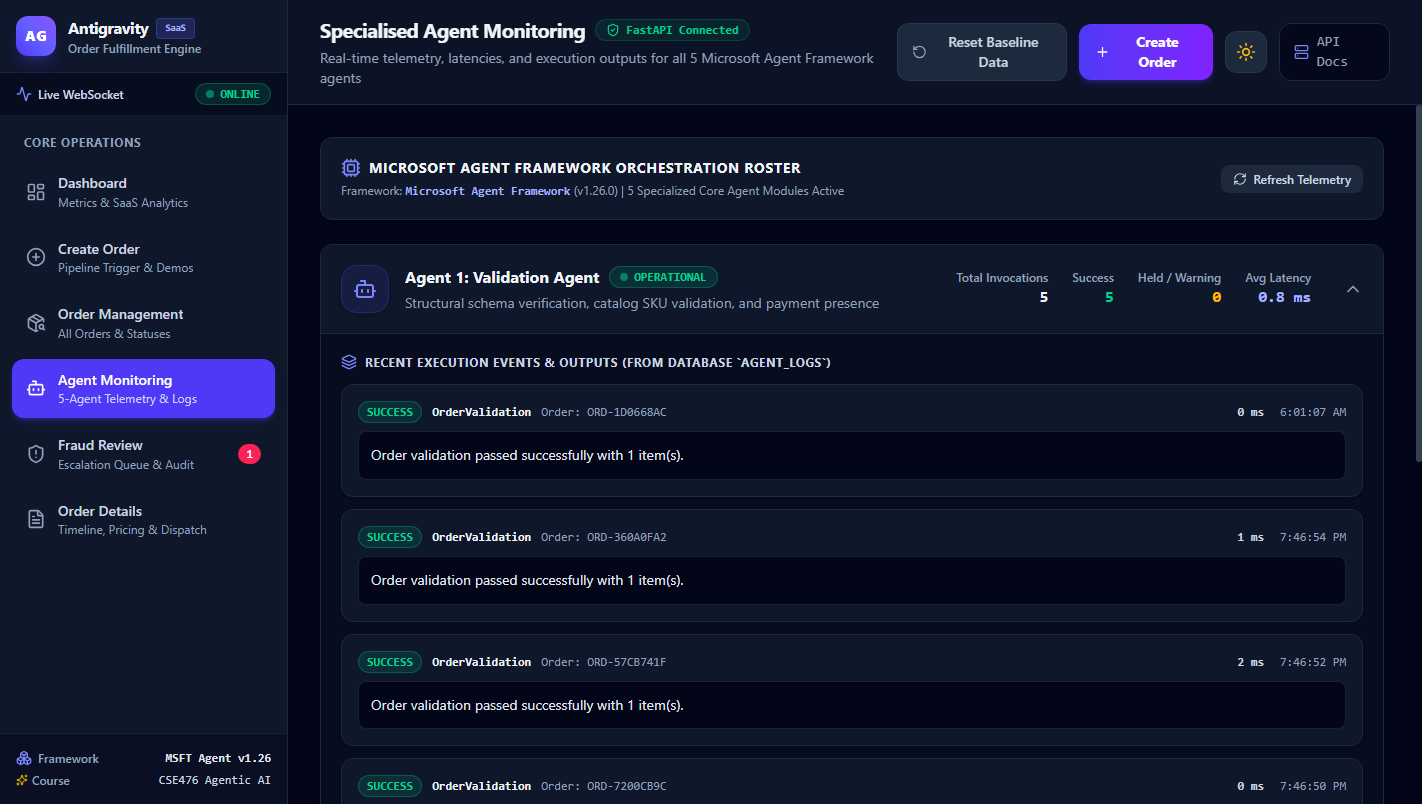 AG
Antigravity SaaS
Order Fulfillment Engine
Live WebSocket ONLINE
CORE OPERATIONS
Dashboard
Metrics & SaaS Analytics
Create Order
Pipeline Trigger & Demos
Order Management
All Orders & Statuses
Agent Monitoring
5-Agent Telemetry & Logs
Fraud Review
Escalation Queue & Audit
1
Order Details
Timeline, Pricing & Dispatch
Framework MSFT Agent v1.26
Course CSE476 Agentic AI
Specialised Agent Monitoring FastAPI Connected
Real-time telemetry, latencies, and execution outputs for all 5 Microsoft Agent Framework
agents
Reset Baseline
Data
Create
Order
API
Docs
MICROSOFT AGENT FRAMEWORK ORCHESTRATION ROSTER
Framework: Microsoft Agent Framework (v1.26.0) | 5 Specialized Core Agent Modules Active
Refresh Telemetry
Agent 1: Validation Agent OPERATIONAL
Structural schema verification, catalog SKU validation, and payment presence
Total Invocations Success Held / Warning Avg Latency
5 5 0 0.8 ms
RECENT EXECUTION EVENTS & OUTPUTS (FROM DATABASE `AGENT_LOGS`)
SUCCESS OrderValidation Order: ORD-1D0668AC 0 ms 6:01:07 AM
Order validation passed successfully with 1 item(s).
SUCCESS OrderValidation Order: ORD-360A0FA2 1 ms 7:46:54 PM
Order validation passed successfully with 1 item(s).
SUCCESS OrderValidation Order: ORD-57CB741F 2 ms 7:46:52 PM
Order validation passed successfully with 1 item(s).
SUCCESS OrderValidation Order: ORD-7200CB9C 0 ms 7:46:50 PM